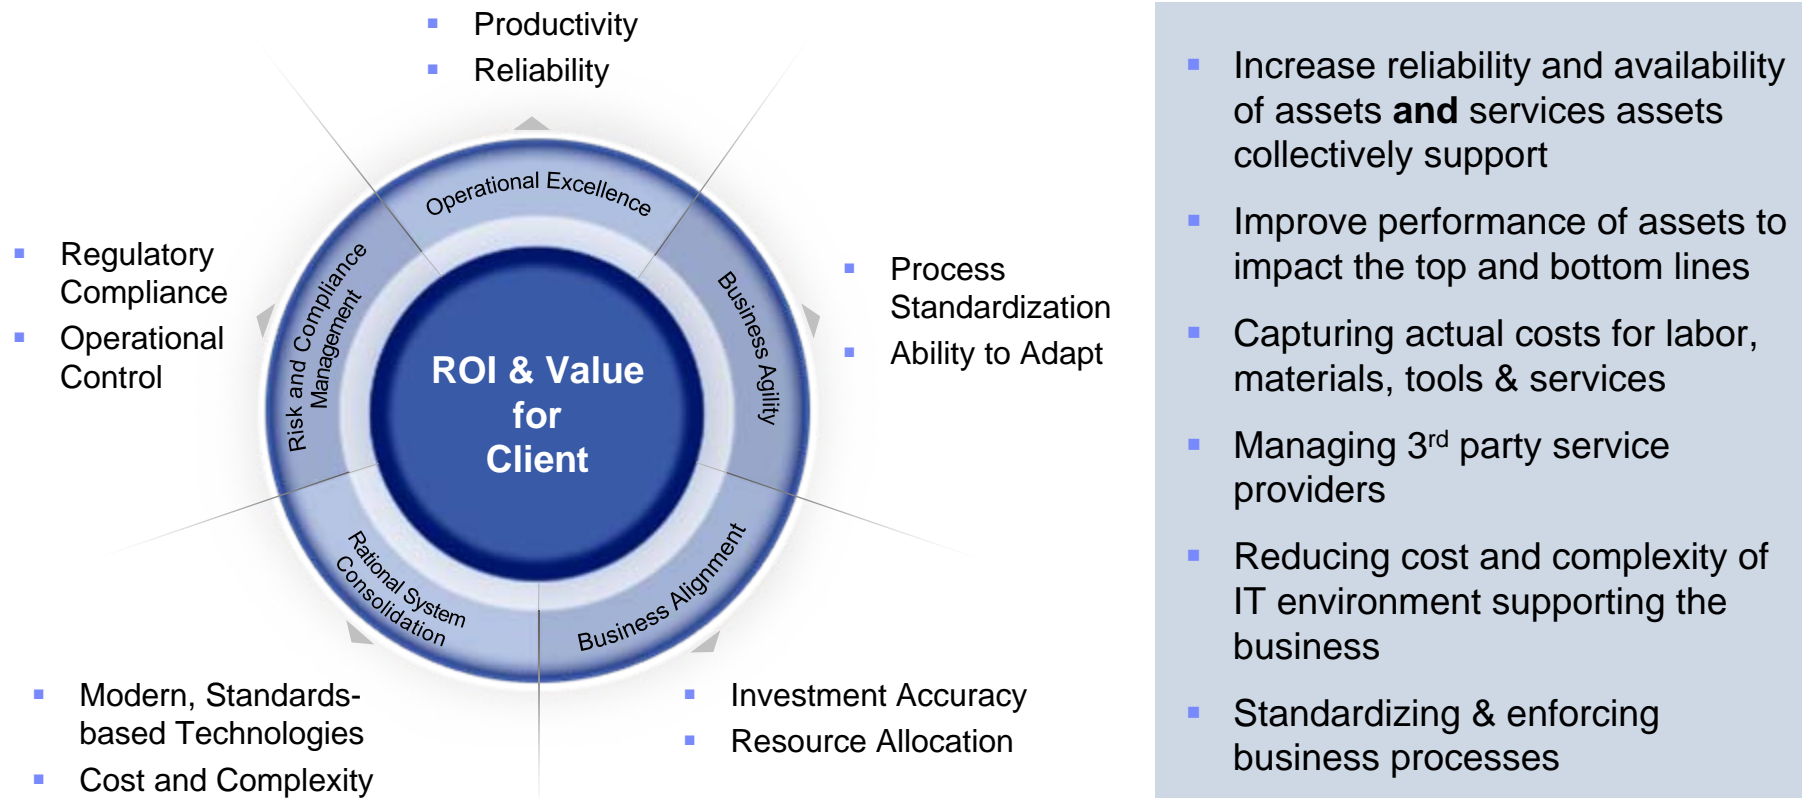 Productivity
Reliability
Operational Excellence
Regulatory
Compliance
Operational
Control
Risk and Compliance
Management
Business Agility
Process
Standardization
Ability to Adapt
ROI & Value
for
Client
Rational System
Consolidation
Business Alignment
Modern, Standards-
based Technologies
Cost and Complexity
Investment Accuracy
Resource Allocation
Increase reliability and availability
of assets and services assets
collectively support
Improve performance of assets to
impact the top and bottom lines
Capturing actual costs for labor,
materials, tools & services
Managing 3rd party service
providers
Reducing cost and complexity of
IT environment supporting the
business
Standardizing & enforcing
business processes